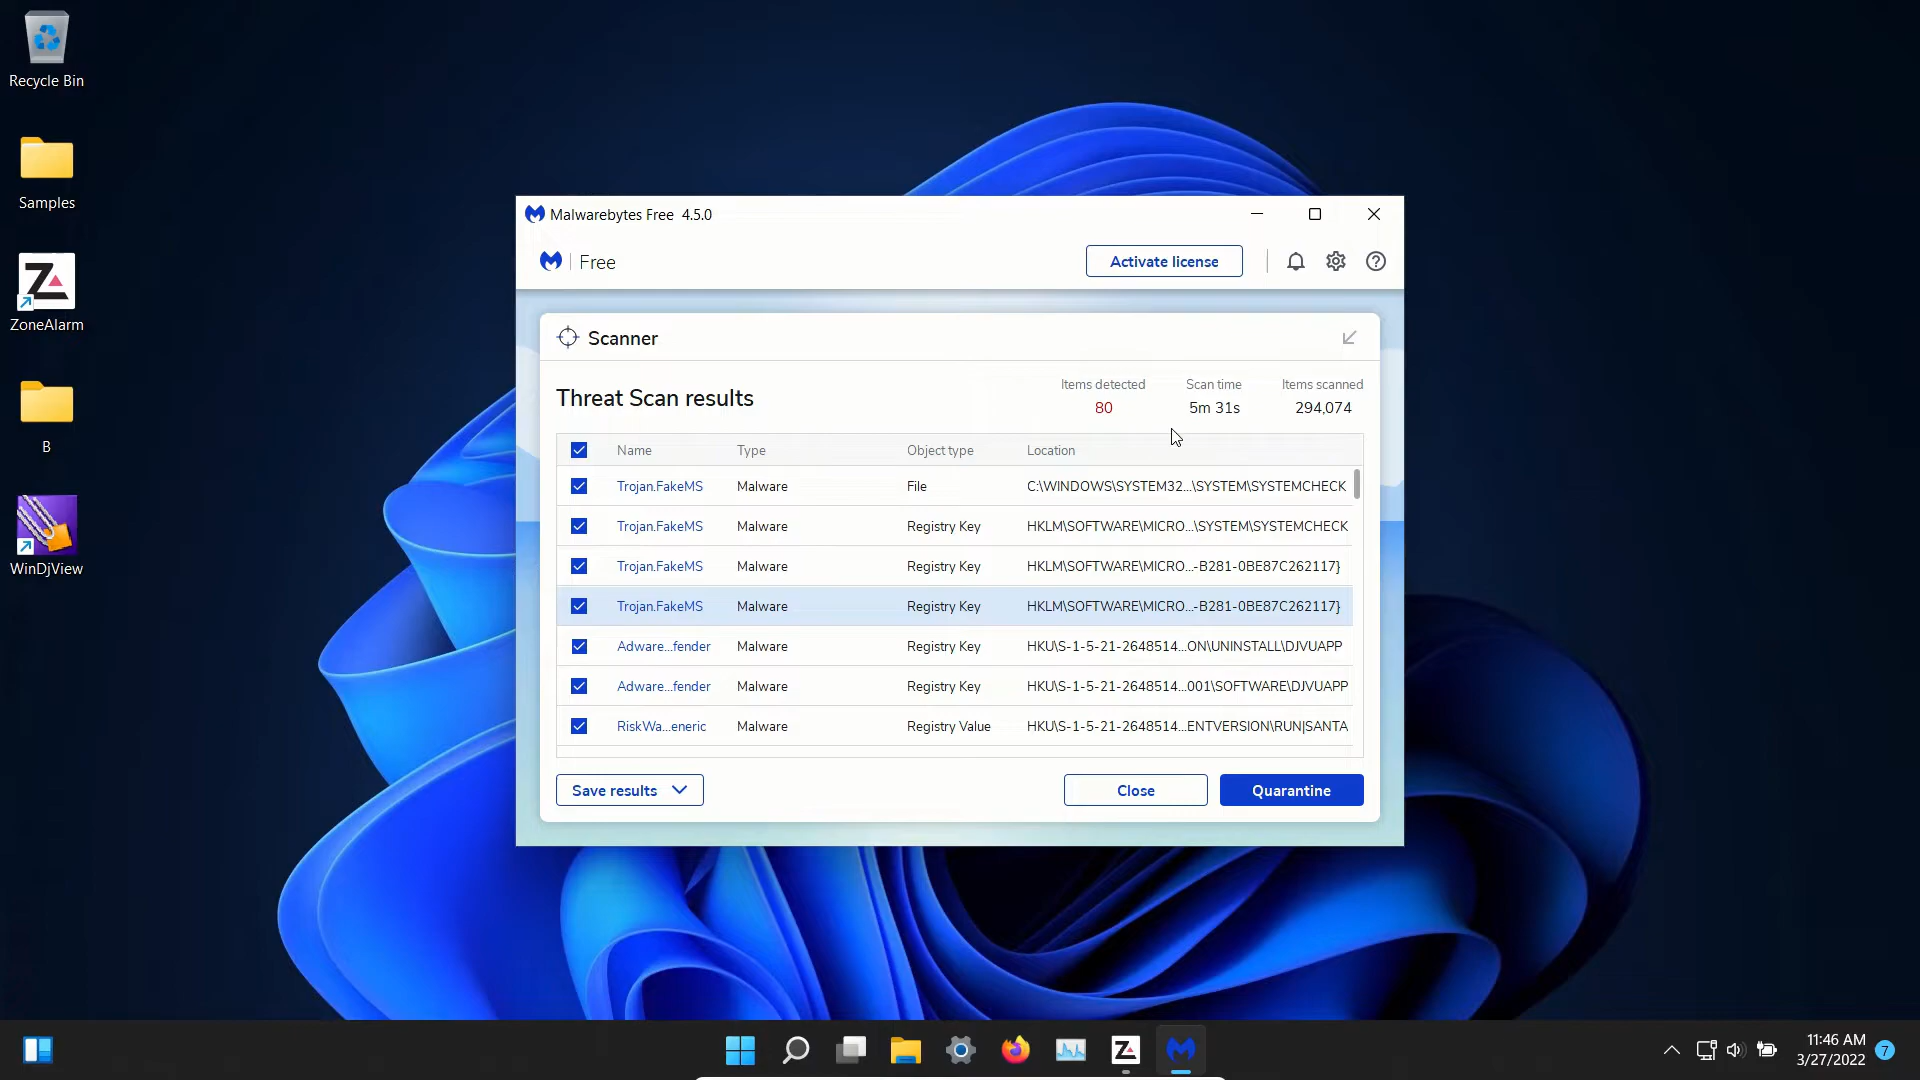 Recycle Bin
Samples
ZoneAlarm
B
WinDjView
Malwarebytes Free 4.5.0
Free
Activate license
Scanner
Threat Scan results
Items detected
80
Scan time
5m 31s
Items scanned
294,074
Name Type Object type Location
Trojan.FakeMS Malware File C:\WINDOWS\SYSTEM32...\SYSTEM\SYSTEMCHECK
Trojan.FakeMS Malware Registry Key HKLM\SOFTWARE\MICRO...\SYSTEM\SYSTEMCHECK
Trojan.FakeMS Malware Registry Key HKLM\SOFTWARE\MICRO...-B281-0BE87C262117}
Trojan.FakeMS Malware Registry Key HKLM\SOFTWARE\MICRO...-B281-0BE87C262117}
Adware...fender Malware Registry Key HKU\S-1-5-21-2648514...ON\UNINSTALL\DJVUAPP
Adware...fender Malware Registry Key HKU\S-1-5-21-2648514...001\SOFTWARE\DJVUAPP
RiskWa...eneric Malware Registry Value HKU\S-1-5-21-2648514...ENTVERSION\RUN|SANTA
Save results
Close
Quarantine
11:46 AM
3/27/2022
7